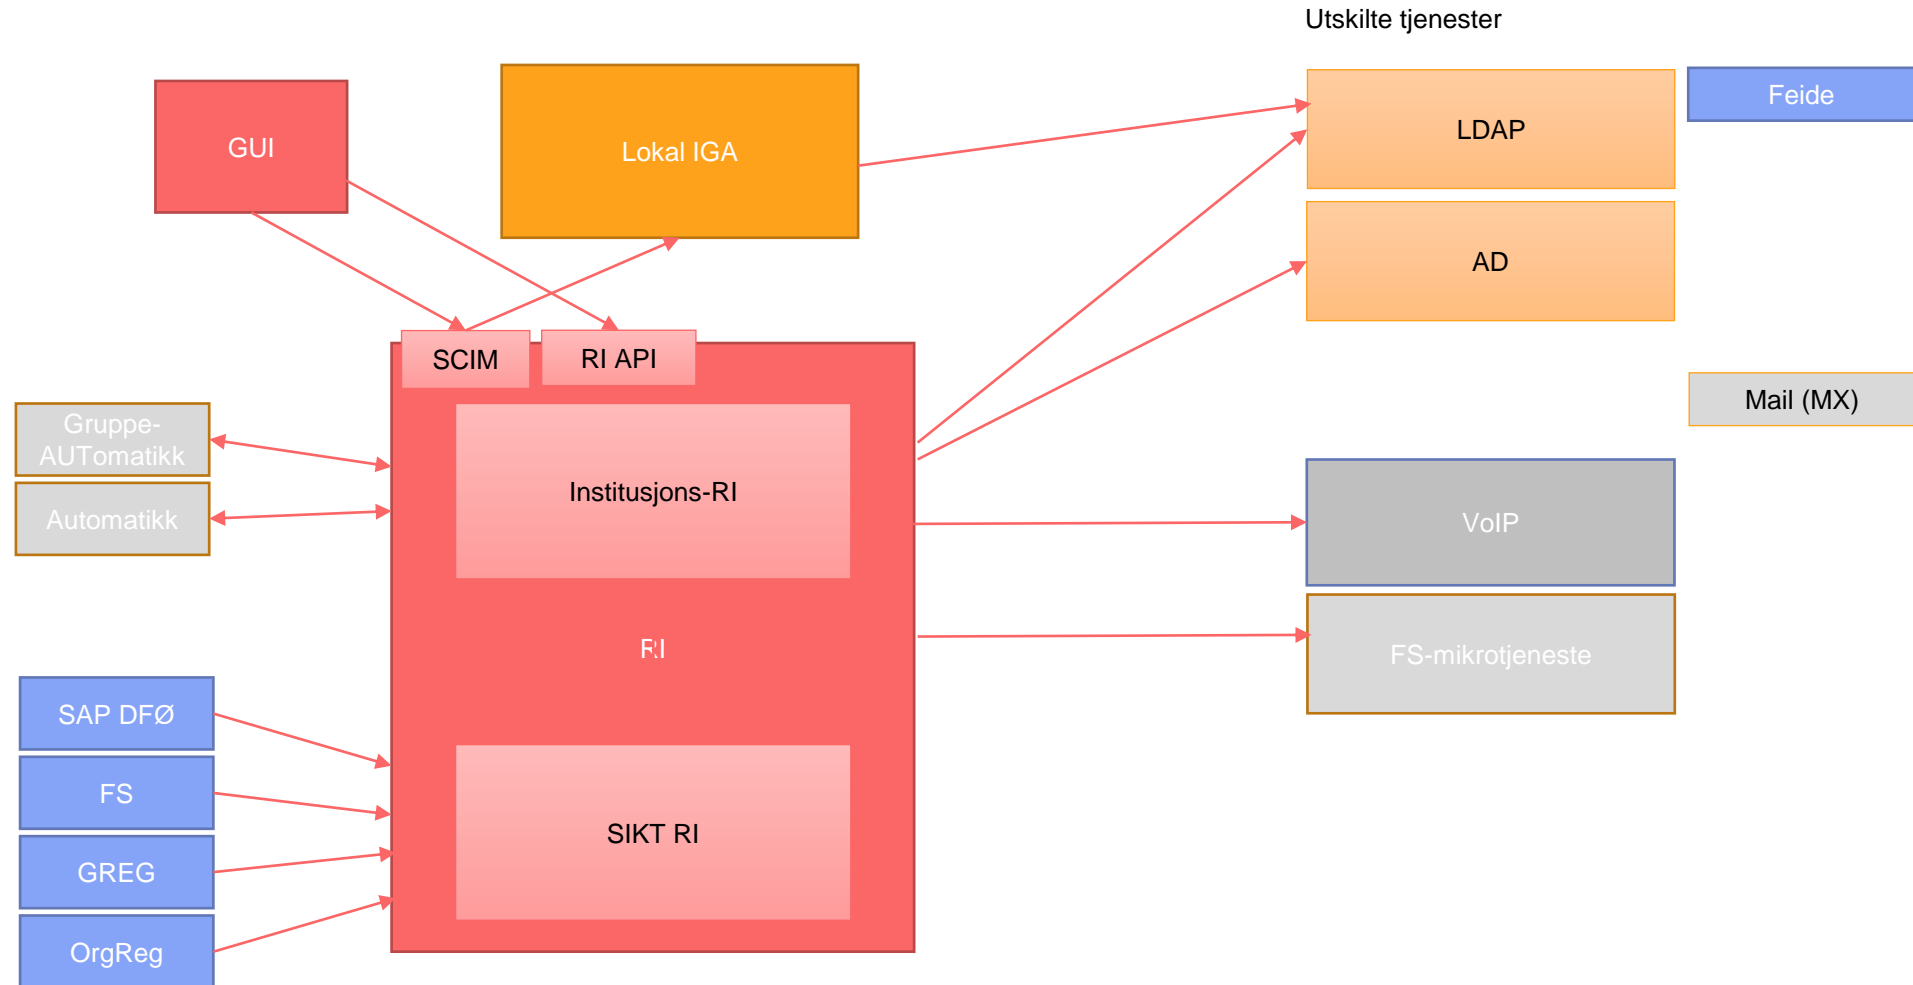 Utskilte tjenester
GUI
Lokal IGA
LDAP
Feide
AD
SCIM
RI API
Mail (MX)
Gruppe-
AUTomatikk
Automatikk
Institusjons-RI
VoIP
RI
FS-mikrotjeneste
SAP DFØ
FS
GREG
OrgReg
SIKT RI